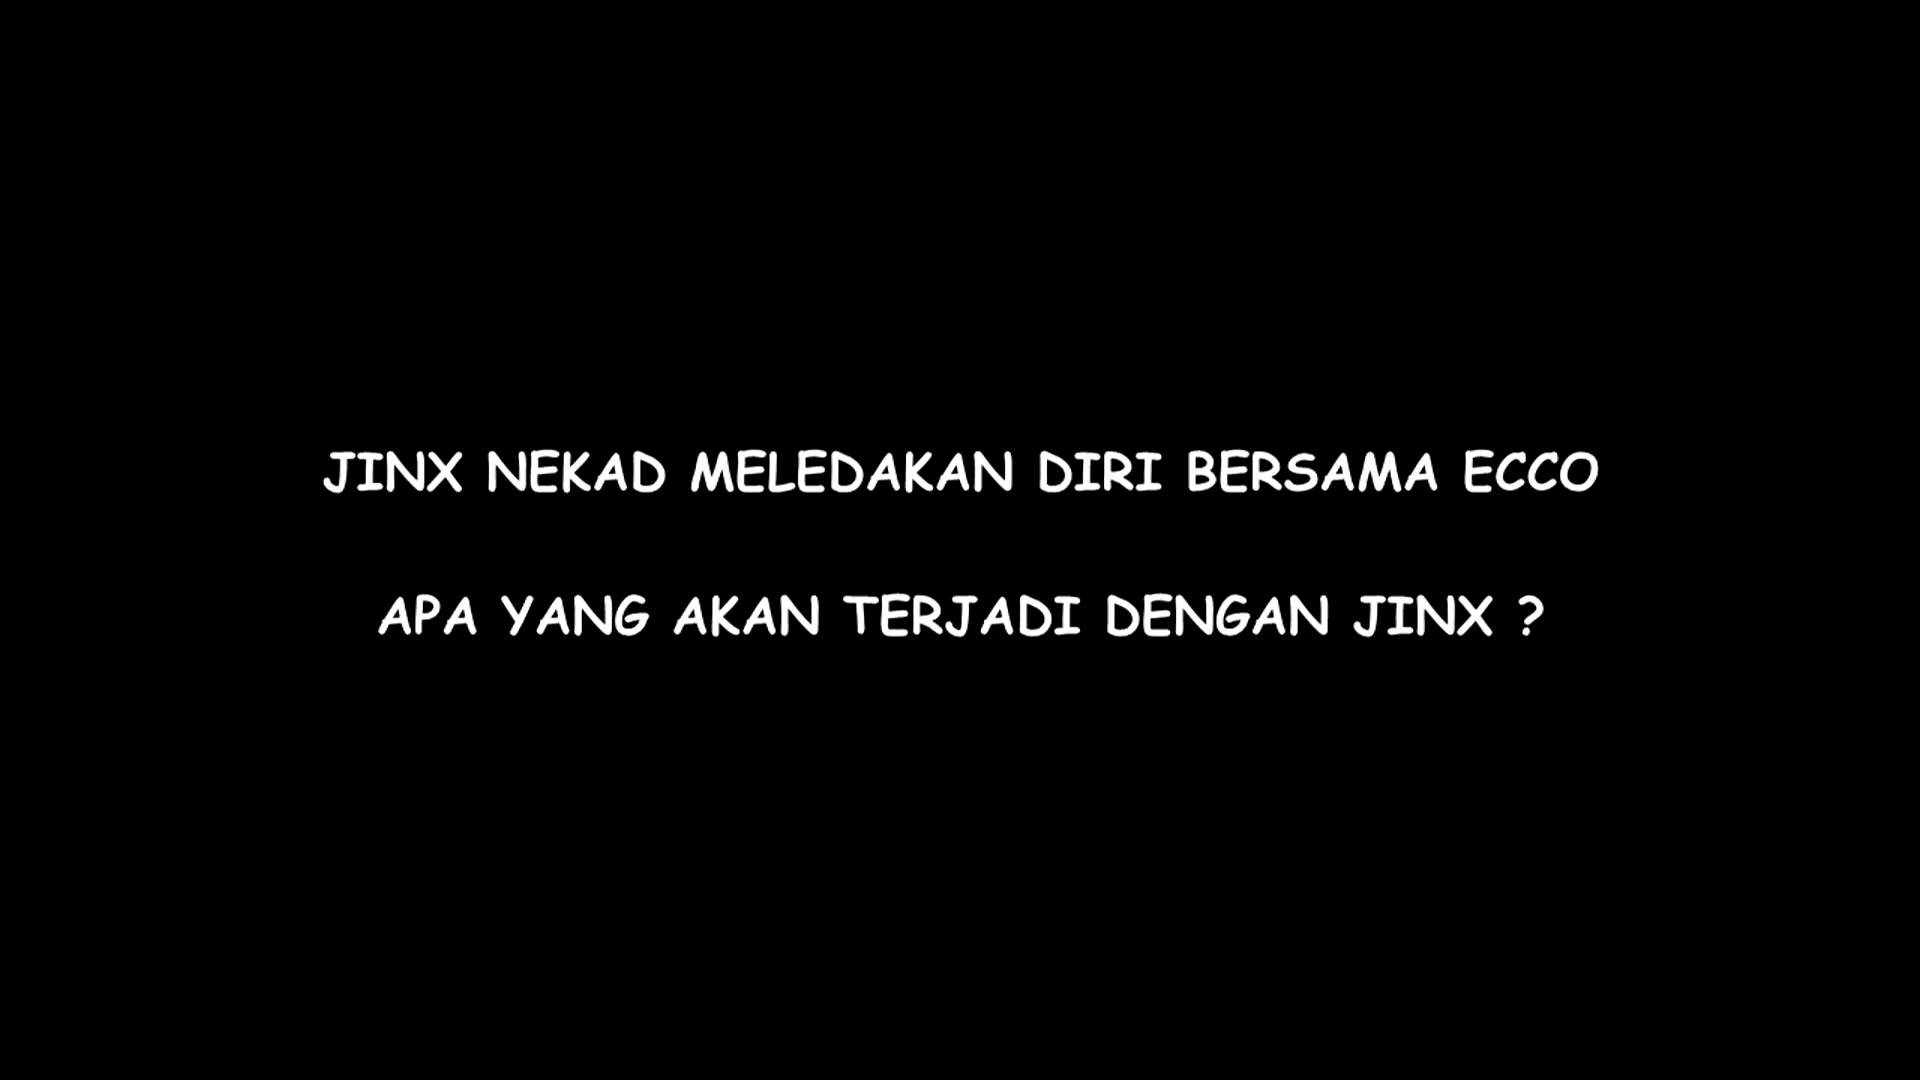 JINX NEKAD MELEDAKAN DIRI BERSAMA ECCO
APA YANG AKAN TERJADI DENGAN JINX ?